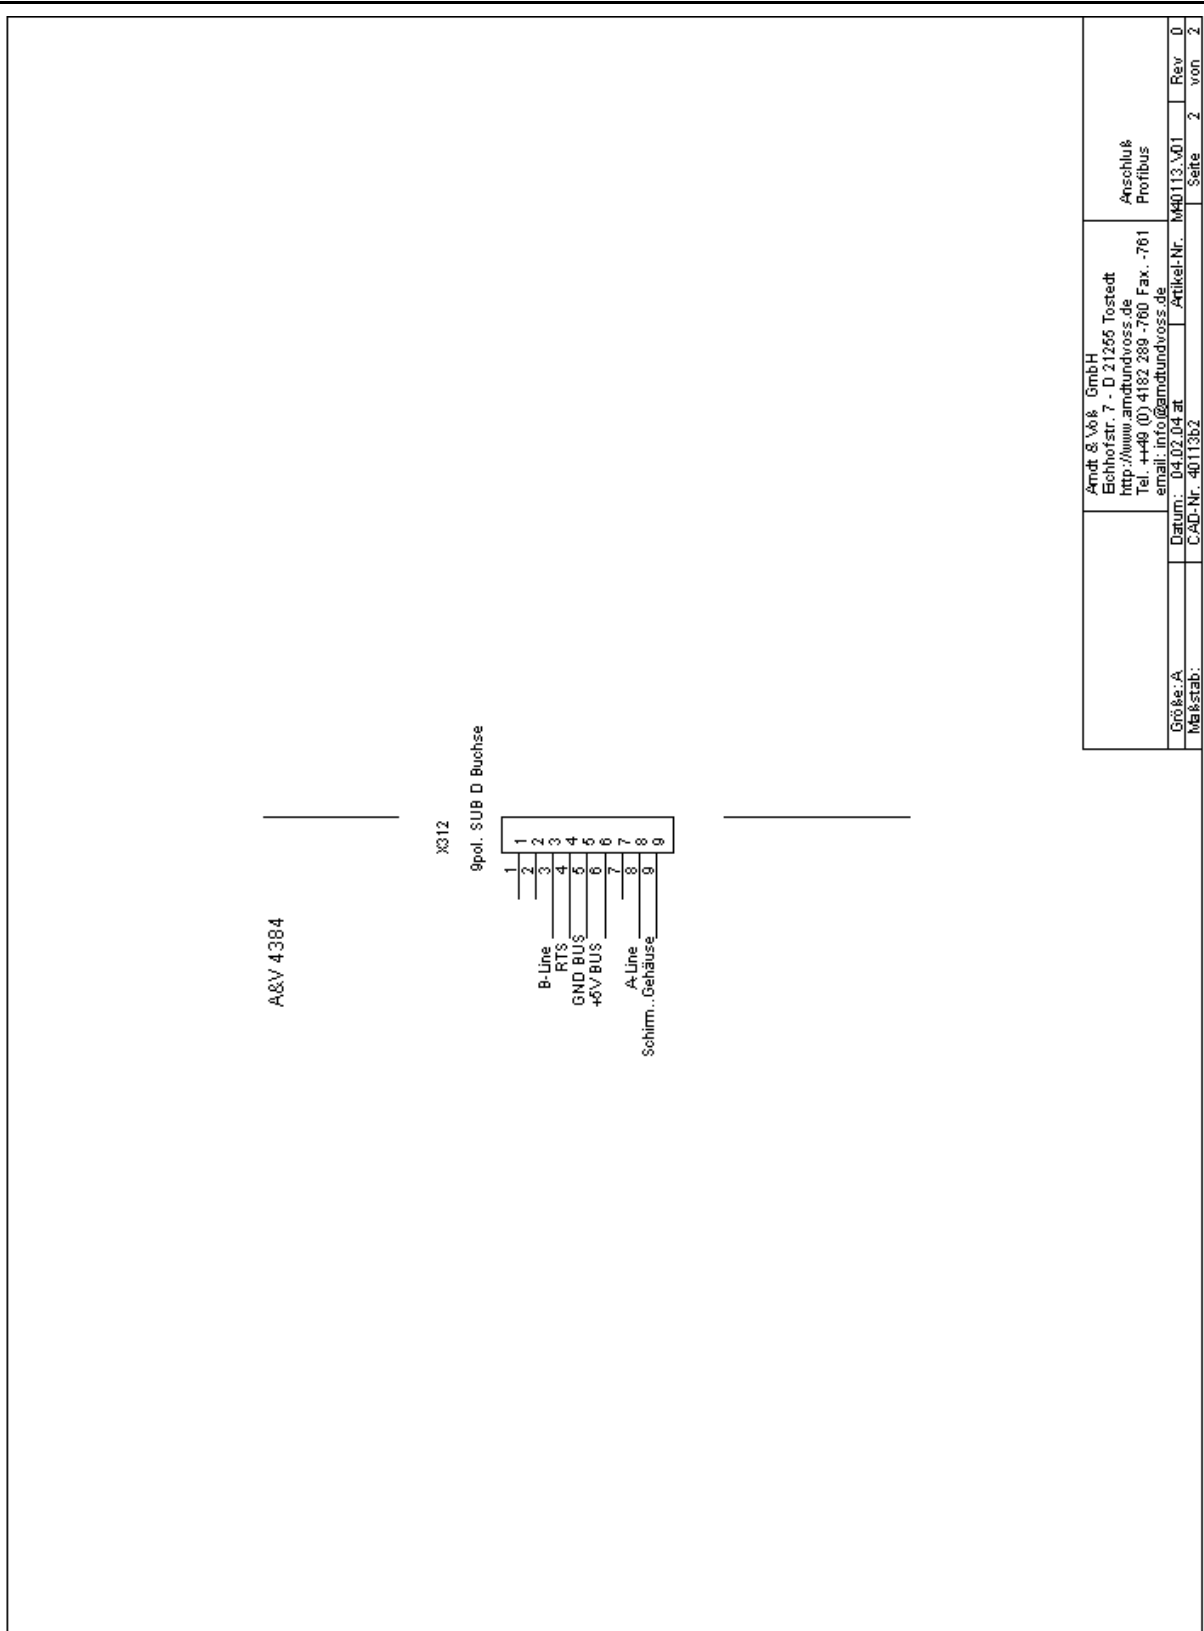 A&V 4384
X312
9pol. SUB D Buchse
1 1
2 2
B-Line 3 3
RTS 4 4
GND BUS 5 5
+5V BUS 6 6
7 7
A-Line 8 8
Schirm..Gehäuse 9 9
Arndt & Voß GmbH
Eichhofstr. 7 - D 21255 Tostedt
http://www.arndtundvoss.de
Tel. ++49 (0) 4182 289 -760 Fax. -761
email: info@arndtundvoss.de
Anschluß
Profibus
Größe: A Datum: 04.02.04 at Artikel-Nr. M40113.V01 Rev 0
Maßstab: CAD-Nr. 40113b2 Seite 2 von 2